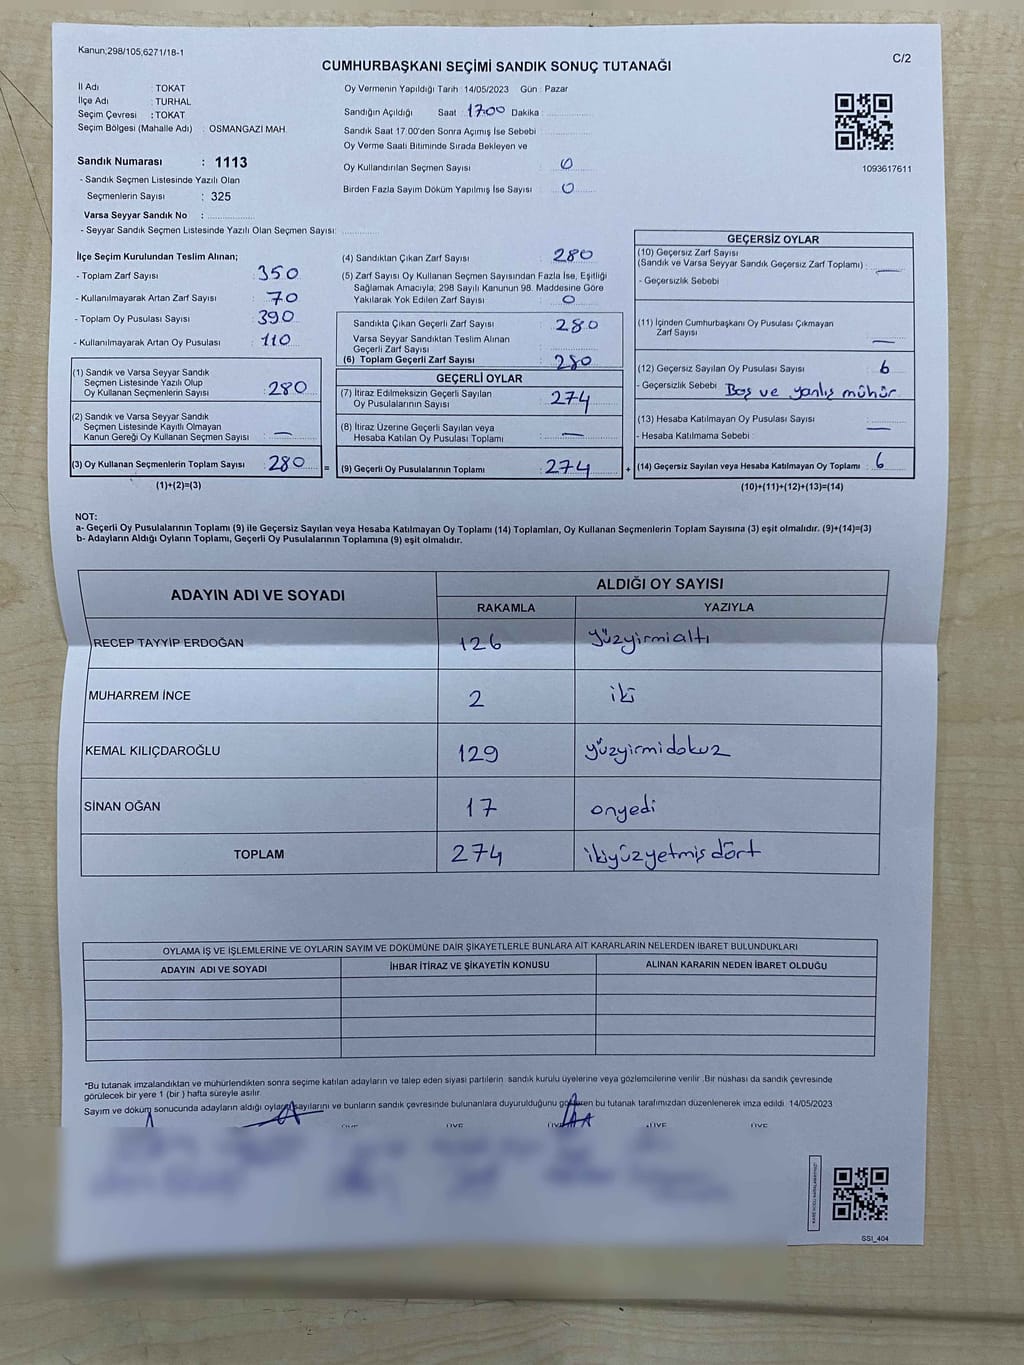 Kanun;298/105,6271/18-1
C/2
CUMHURBAŞKANI SEÇİMİ SANDIK SONUÇ TUTANAĞI
İl Adı : TOKAT
İlçe Adı : TURHAL
Seçim Çevresi : TOKAT
Seçim Bölgesi (Mahalle Adı) : OSMANGAZİ MAH.
Sandık Numarası : 1113
- Sandık Seçmen Listesinde Yazılı Olan
Seçmenlerin Sayısı : 325
Varsa Seyyar Sandık No :
- Seyyar Sandık Seçmen Listesinde Yazılı Olan Seçmen Sayısı:
Oy Vermenin Yapıldığı Tarih : 14/05/2023 Gün : Pazar
Sandığın Açıldığı Saat 17:00 Dakika :
Sandık Saat 17.00'den Sonra Açımış İse Sebebi :
Oy Verme Saati Bitiminde Sırada Bekleyen ve
Oy Kullandırılan Seçmen Sayısı : 0
Birden Fazla Sayım Döküm Yapılmış İse Sayısı : 0
1093617611
İlçe Seçim Kurulundan Teslim Alınan;
- Toplam Zarf Sayısı : 350
- Kullanılmayarak Artan Zarf Sayısı : 70
- Toplam Oy Pusulası Sayısı : 390
- Kullanılmayarak Artan Oy Pusulası : 110
(1) Sandık ve Varsa Seyyar Sandık
Seçmen Listesinde Yazılı Olup
Oy Kullanan Seçmenlerin Sayısı : 280
(2) Sandık ve Varsa Seyyar Sandık
Seçmen Listesinde Kayıtlı Olmayan
Kanun Gereği Oy Kullanan Seçmen Sayısı : —
(3) Oy Kullanan Seçmenlerin Toplam Sayısı : 280
(1)+(2)=(3)
=
(4) Sandıktan Çıkan Zarf Sayısı : 280
(5) Zarf Sayısı Oy Kullanan Seçmen Sayısından Fazla İse, Eşitliği
Sağlamak Amacıyla; 298 Sayılı Kanunun 98. Maddesine Göre
Yakılarak Yok Edilen Zarf Sayısı : 0
Sandıkta Çıkan Geçerli Zarf Sayısı : 280
Varsa Seyyar Sandıktan Teslim Alınan
Geçerli Zarf Sayısı :
(6) Toplam Geçerli Zarf Sayısı : 280
GEÇERLİ OYLAR
(7) İtiraz Edilmeksizin Geçerli Sayılan
Oy Pusulalarının Sayısı : 274
(8) İtiraz Üzerine Geçerli Sayılan veya
Hesaba Katılan Oy Pusulası Toplamı : —
(9) Geçerli Oy Pusulalarının Toplamı : 274
+
GEÇERSİZ OYLAR
(10) Geçersiz Zarf Sayısı
(Sandık ve Varsa Seyyar Sandık Geçersiz Zarf Toplamı) : —
- Geçersizlik Sebebi
(11) İçinden Cumhurbaşkanı Oy Pusulası Çıkmayan
Zarf Sayısı : —
(12) Geçersiz Sayılan Oy Pusulası Sayısı : 6
- Geçersizlik Sebebi : Boş ve yanlış mühür
(13) Hesaba Katılmayan Oy Pusulası Sayısı : —
- Hesaba Katılmama Sebebi :
(14) Geçersiz Sayılan veya Hesaba Katılmayan Oy Toplamı : 6
(10)+(11)+(12)+(13)=(14)
NOT:
a- Geçerli Oy Pusulalarının Toplamı (9) ile Geçersiz Sayılan veya Hesaba Katılmayan Oy Toplamı (14) Toplamları, Oy Kullanan Seçmenlerin Toplam Sayısına (3) eşit olmalıdır. (9)+(14)=(3)
b- Adayların Aldığı Oyların Toplamı, Geçerli Oy Pusulalarının Toplamına (9) eşit olmalıdır.
ADAYIN ADI VE SOYADI
ALDIĞI OY SAYISI
RAKAMLA YAZIYLA
RECEP TAYYİP ERDOĞAN 126 yüzyirmialtı
MUHARREM İNCE 2 iki
KEMAL KILIÇDAROĞLU 129 yüzyirmidokuz
SİNAN OĞAN 17 onyedi
TOPLAM 274 ikiyüzyetmişdört
OYLAMA İŞ VE İŞLEMLERİNE VE OYLARIN SAYIM VE DÖKÜMÜNE DAİR ŞİKAYETLERLE BUNLARA AİT KARARLARIN NELERDEN İBARET BULUNDUKLARI
ADAYIN ADI VE SOYADI İHBAR İTİRAZ VE ŞİKAYETİN KONUSU ALINAN KARARIN NEDEN İBARET OLDUĞU
*Bu tutanak imzalandıktan ve mühürlendikten sonra seçime katılan adayların ve talep eden siyasi partilerin sandık kurulu üyelerine veya gözlemcilerine verilir .Bir nüshası da sandık çevresinde
görülecek bir yere 1 (bir ) hafta süreyle asılır.
Sayım ve döküm sonucunda adayların aldığı oyların sayılarını ve bunların sandık çevresinde bulunanlara duyurulduğunu gösteren bu tutanak tarafımızdan düzenlenerek imza edildi. 14/05/2023
ÜYE ÜYE ÜYE ÜYE ÜYE
SSI_404